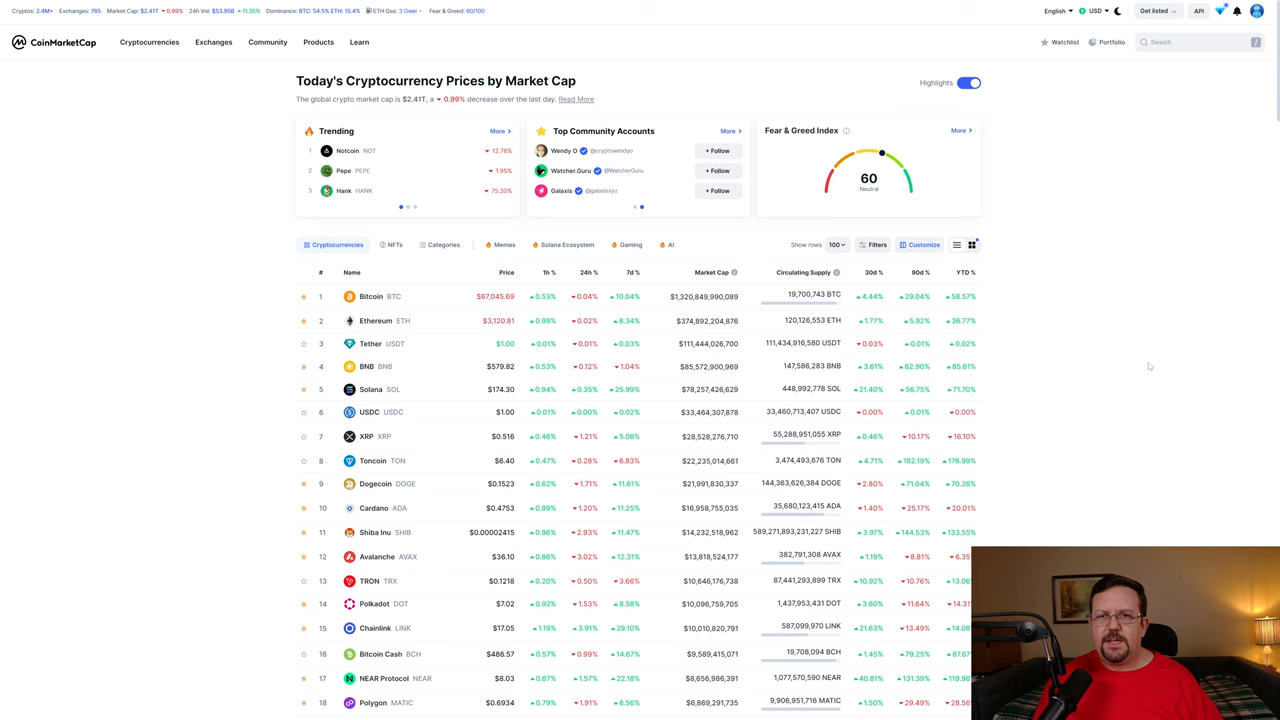 Cryptos: 2.4M+ Exchanges: 765 Market Cap: $2.41T 0.99% 24h Vol: $53.95B 11.35% Dominance: BTC: 54.5% ETH: 15.4% ETH Gas: 3 Gwei Fear & Greed: 60/100 English USD Get listed API
CoinMarketCap Cryptocurrencies Exchanges Community Products Learn Watchlist Portfolio Search /
Today's Cryptocurrency Prices by Market Cap Highlights
The global crypto market cap is $2.41T, a 0.99% decrease over the last day. Read More
Trending More >
1 Notcoin NOT 12.78%
2 Pepe PEPE 1.95%
3 Hank HANK 75.20%
Top Community Accounts More >
Wendy O @cryptowendyo + Follow
Watcher.Guru @WatcherGuru + Follow
Galaxis @galaxisxyz + Follow
Fear & Greed Index More >
60
Neutral
Cryptocurrencies NFTs Categories Memes Solana Ecosystem Gaming AI Show rows 100 Filters Customize
# Name Price 1h % 24h % 7d % Market Cap Circulating Supply 30d % 90d % YTD %
1 Bitcoin BTC $67,045.69 0.53% 0.04% 10.04% $1,320,849,990,089 19,700,743 BTC 4.44% 29.04% 58.57%
2 Ethereum ETH $3,120.81 0.99% 0.02% 8.34% $374,892,204,876 120,126,553 ETH 1.77% 5.92% 36.77%
3 Tether USDT $1.00 0.01% 0.01% 0.03% $111,444,026,700 111,434,916,580 USDT 0.03% 0.01% 0.02%
4 BNB BNB $579.82 0.53% 0.12% 1.04% $85,572,900,969 147,586,283 BNB 3.61% 62.90% 85.61%
5 Solana SOL $174.30 0.94% 0.35% 25.99% $78,257,426,629 448,992,778 SOL 21.40% 56.75% 71.70%
6 USDC USDC $1.00 0.01% 0.00% 0.02% $33,464,307,878 33,460,713,407 USDC 0.00% 0.01% 0.00%
7 XRP XRP $0.516 0.46% 1.21% 5.08% $28,528,276,710 55,288,951,055 XRP 0.46% 10.17% 16.10%
8 Toncoin TON $6.40 0.47% 0.28% 6.83% $22,235,014,661 3,474,493,676 TON 4.71% 182.19% 176.99%
9 Dogecoin DOGE $0.1523 0.62% 1.71% 11.61% $21,991,830,337 144,363,626,384 DOGE 2.80% 71.04% 70.26%
10 Cardano ADA $0.4753 0.99% 1.20% 11.25% $16,958,755,035 35,680,123,415 ADA 1.40% 25.17% 20.01%
11 Shiba Inu SHIB $0.00002415 0.96% 2.93% 11.47% $14,232,518,962 589,271,893,231,227 SHIB 3.97% 144.53% 133.55%
12 Avalanche AVAX $36.10 0.86% 3.02% 12.31% $13,818,524,177 382,791,308 AVAX 1.19% 8.81% 6.35
13 TRON TRX $0.1218 0.20% 0.50% 3.66% $10,646,176,738 87,441,293,899 TRX 10.92% 10.76% 13.06
14 Polkadot DOT $7.02 0.92% 1.53% 8.58% $10,096,759,705 1,437,953,431 DOT 3.60% 11.64% 14.31
15 Chainlink LINK $17.05 1.19% 3.91% 29.10% $10,010,820,791 587,099,970 LINK 21.63% 13.49% 14.08
16 Bitcoin Cash BCH $486.57 0.57% 0.99% 14.67% $9,589,415,071 19,708,094 BCH 1.45% 79.25% 87.67
17 NEAR Protocol NEAR $8.03 0.67% 1.57% 22.18% $8,656,986,391 1,077,570,590 NEAR 40.81% 131.39% 119.96
18 Polygon MATIC $0.6934 0.79% 1.91% 6.56% $6,869,291,735 9,906,951,716 MATIC 1.50% 29.49% 28.56